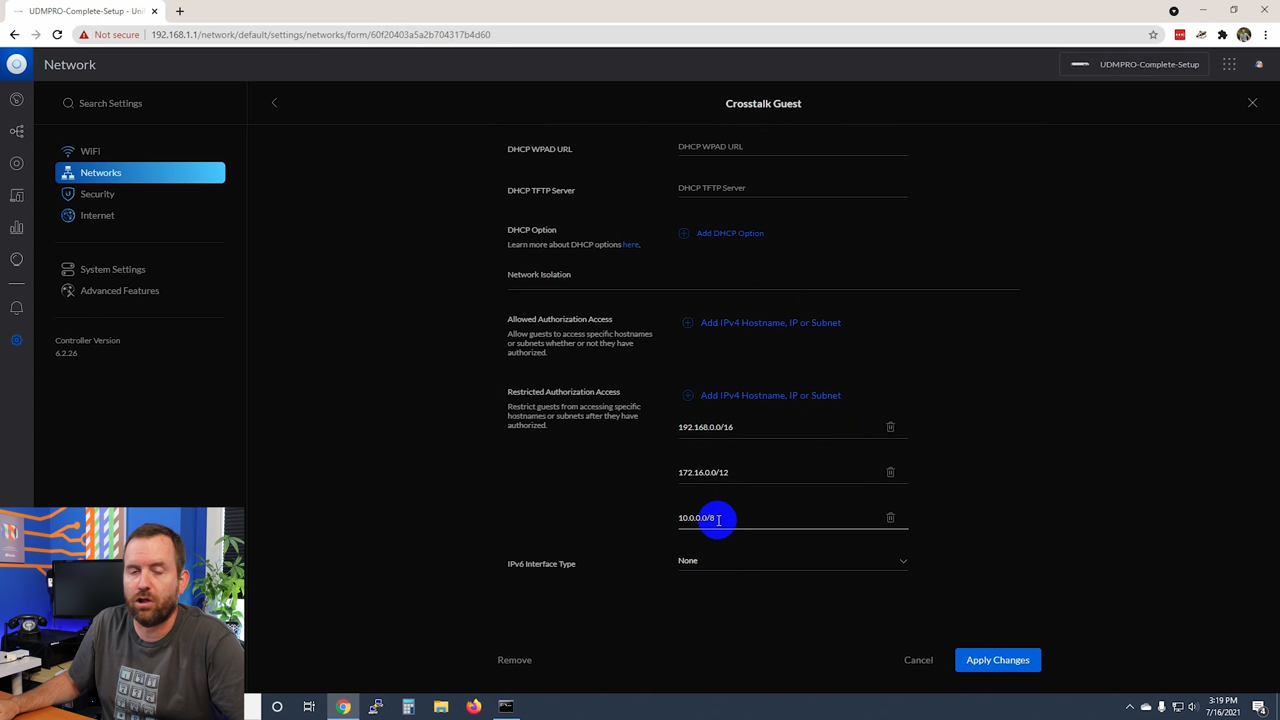 UDMPRO-Complete-Setup - Uni
Not secure
192.168.1.1/network/default/settings/networks/form/60f20403a5a2b704317b4d60
Network
UDMPRO-Complete-Setup
Search Settings
Crosstalk Guest
WiFi
Networks
Security
Internet
System Settings
Advanced Features
Controller Version
6.2.26
DHCP WPAD URL
DHCP WPAD URL
DHCP TFTP Server
DHCP TFTP Server
DHCP Option
Add DHCP Option
Learn more about DHCP options here.
Network Isolation
Allowed Authorization Access
Add IPv4 Hostname, IP or Subnet
Allow guests to access specific hostnames
or subnets whether or not they have
authorized.
Restricted Authorization Access
Add IPv4 Hostname, IP or Subnet
Restrict guests from accessing specific
hostnames or subnets after they have
authorized.
192.168.0.0/16
172.16.0.0/12
10.0.0.0/8
IPv6 Interface Type
None
Remove
Cancel
Apply Changes
3:19 PM
7/16/2021